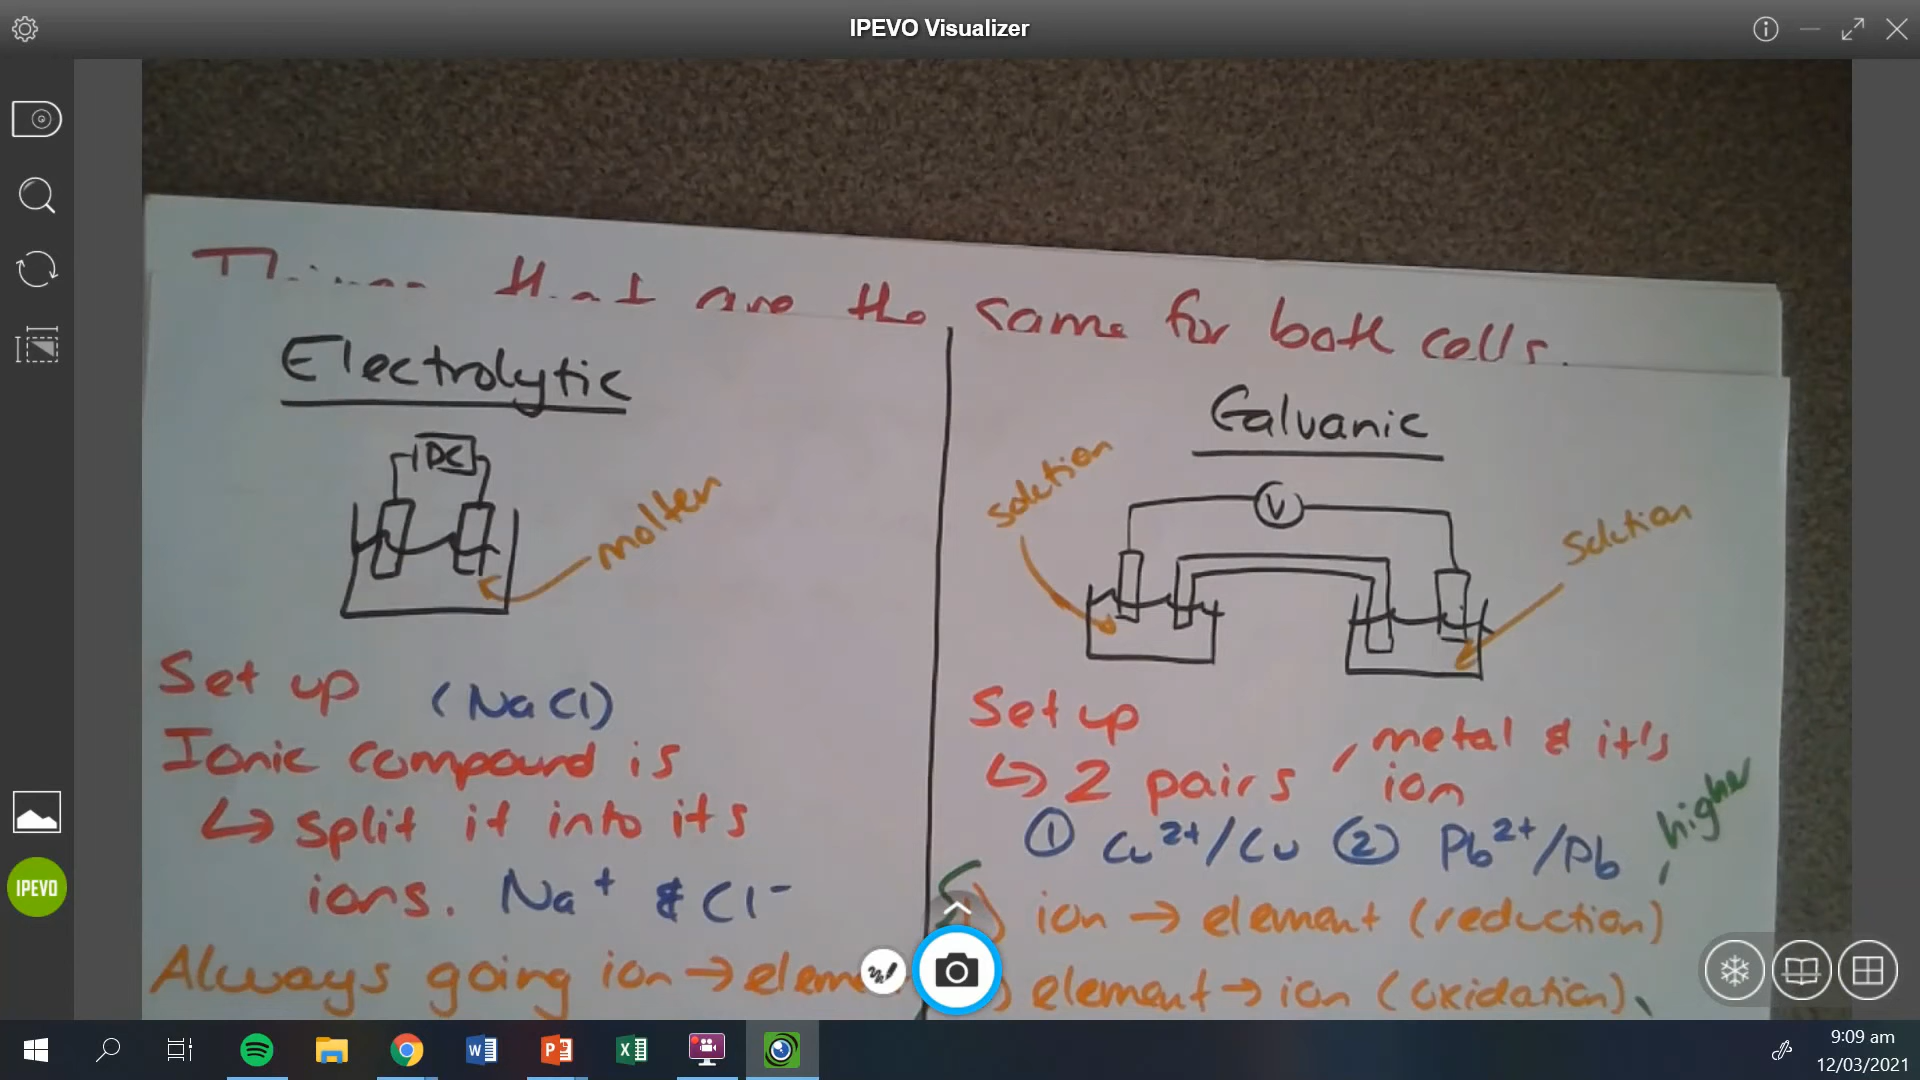 IPEVO Visualizer
that are the same for both cells.
Electrolytic
DC
molten
Set up (NaCl)
Ionic compound is
↳ split it into it's
ions. Na⁺ & Cl⁻
Always going ion → elem
Galvanic
solution
V
Solution
Set up
↳ 2 pairs , metal & it's
ion
① Cu²⁺/Cu ② Pb²⁺/Pb
higher
ion → element (reduction)
element → ion (oxidation)
IPEVO
9:09 am
12/03/2021